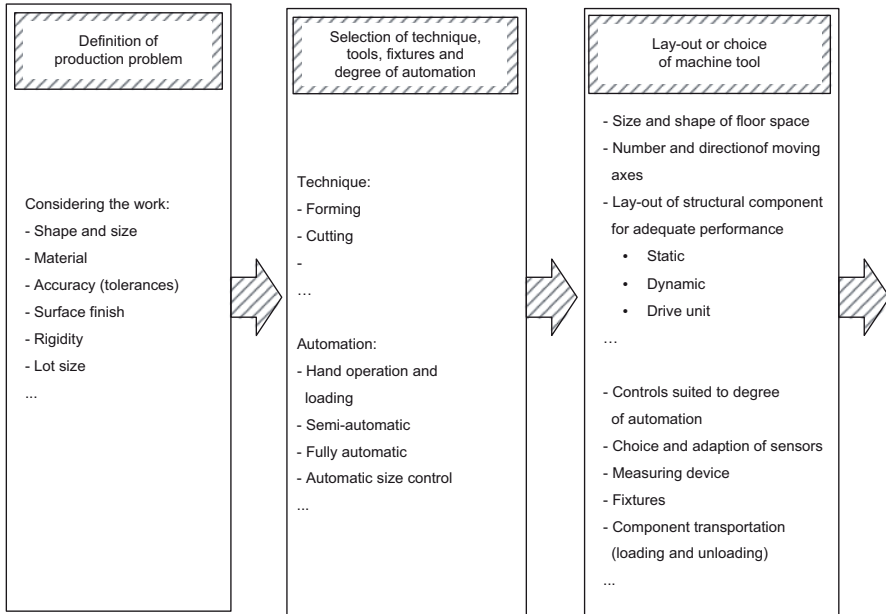 Definition of
production problem
Considering the work:
- Shape and size
- Material
- Accuracy (tolerances)
- Surface finish
- Rigidity
- Lot size
...
Selection of technique,
tools, fixtures and
degree of automation
Technique:
- Forming
- Cutting
-
...
Automation:
- Hand operation and
loading
- Semi-automatic
- Fully automatic
- Automatic size control
...
Lay-out or choice
of machine tool
- Size and shape of floor space
- Number and directionof moving
axes
- Lay-out of structural component
for adequate performance
• Static
• Dynamic
• Drive unit
...
- Controls suited to degree
of automation
- Choice and adaption of sensors
- Measuring device
- Fixtures
- Component transportation
(loading and unloading)
...